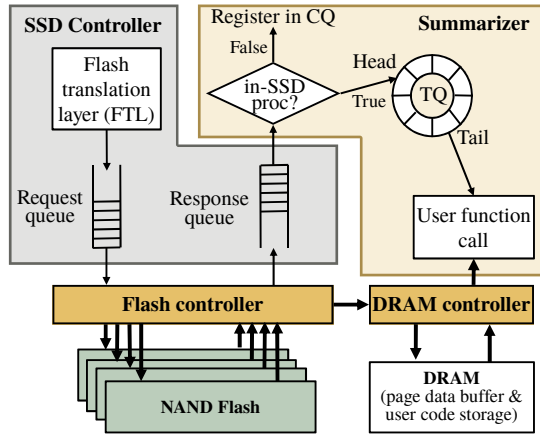 SSD Controller
Flash
translation
layer (FTL)
Request
queue
Response
queue
Register in CQ
False
Summarizer
in-SSD
proc?
Head
True
TQ
Tail
User function
call
Flash controller
DRAM controller
NAND Flash
DRAM
(page data buffer &
user code storage)